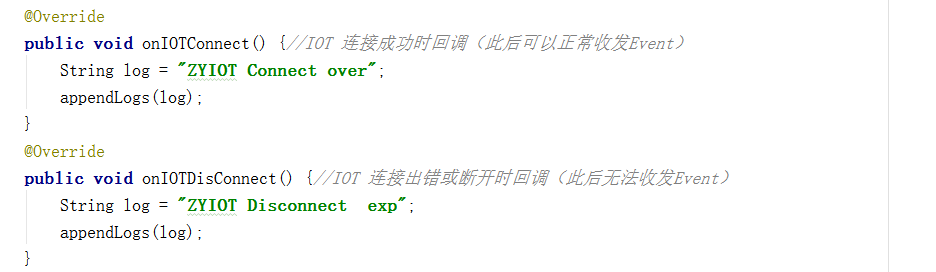 @Override
public void onIOTConnect() {//IOT 连接成功时回调（此后可以正常收发Event）
    String log = "ZYIOT Connect over";
    appendLogs(log);
}
@Override
public void onIOTDisConnect() {//IOT 连接出错或断开时回调（此后无法收发Event）
    String log = "ZYIOT Disconnect  exp";
    appendLogs(log);
}